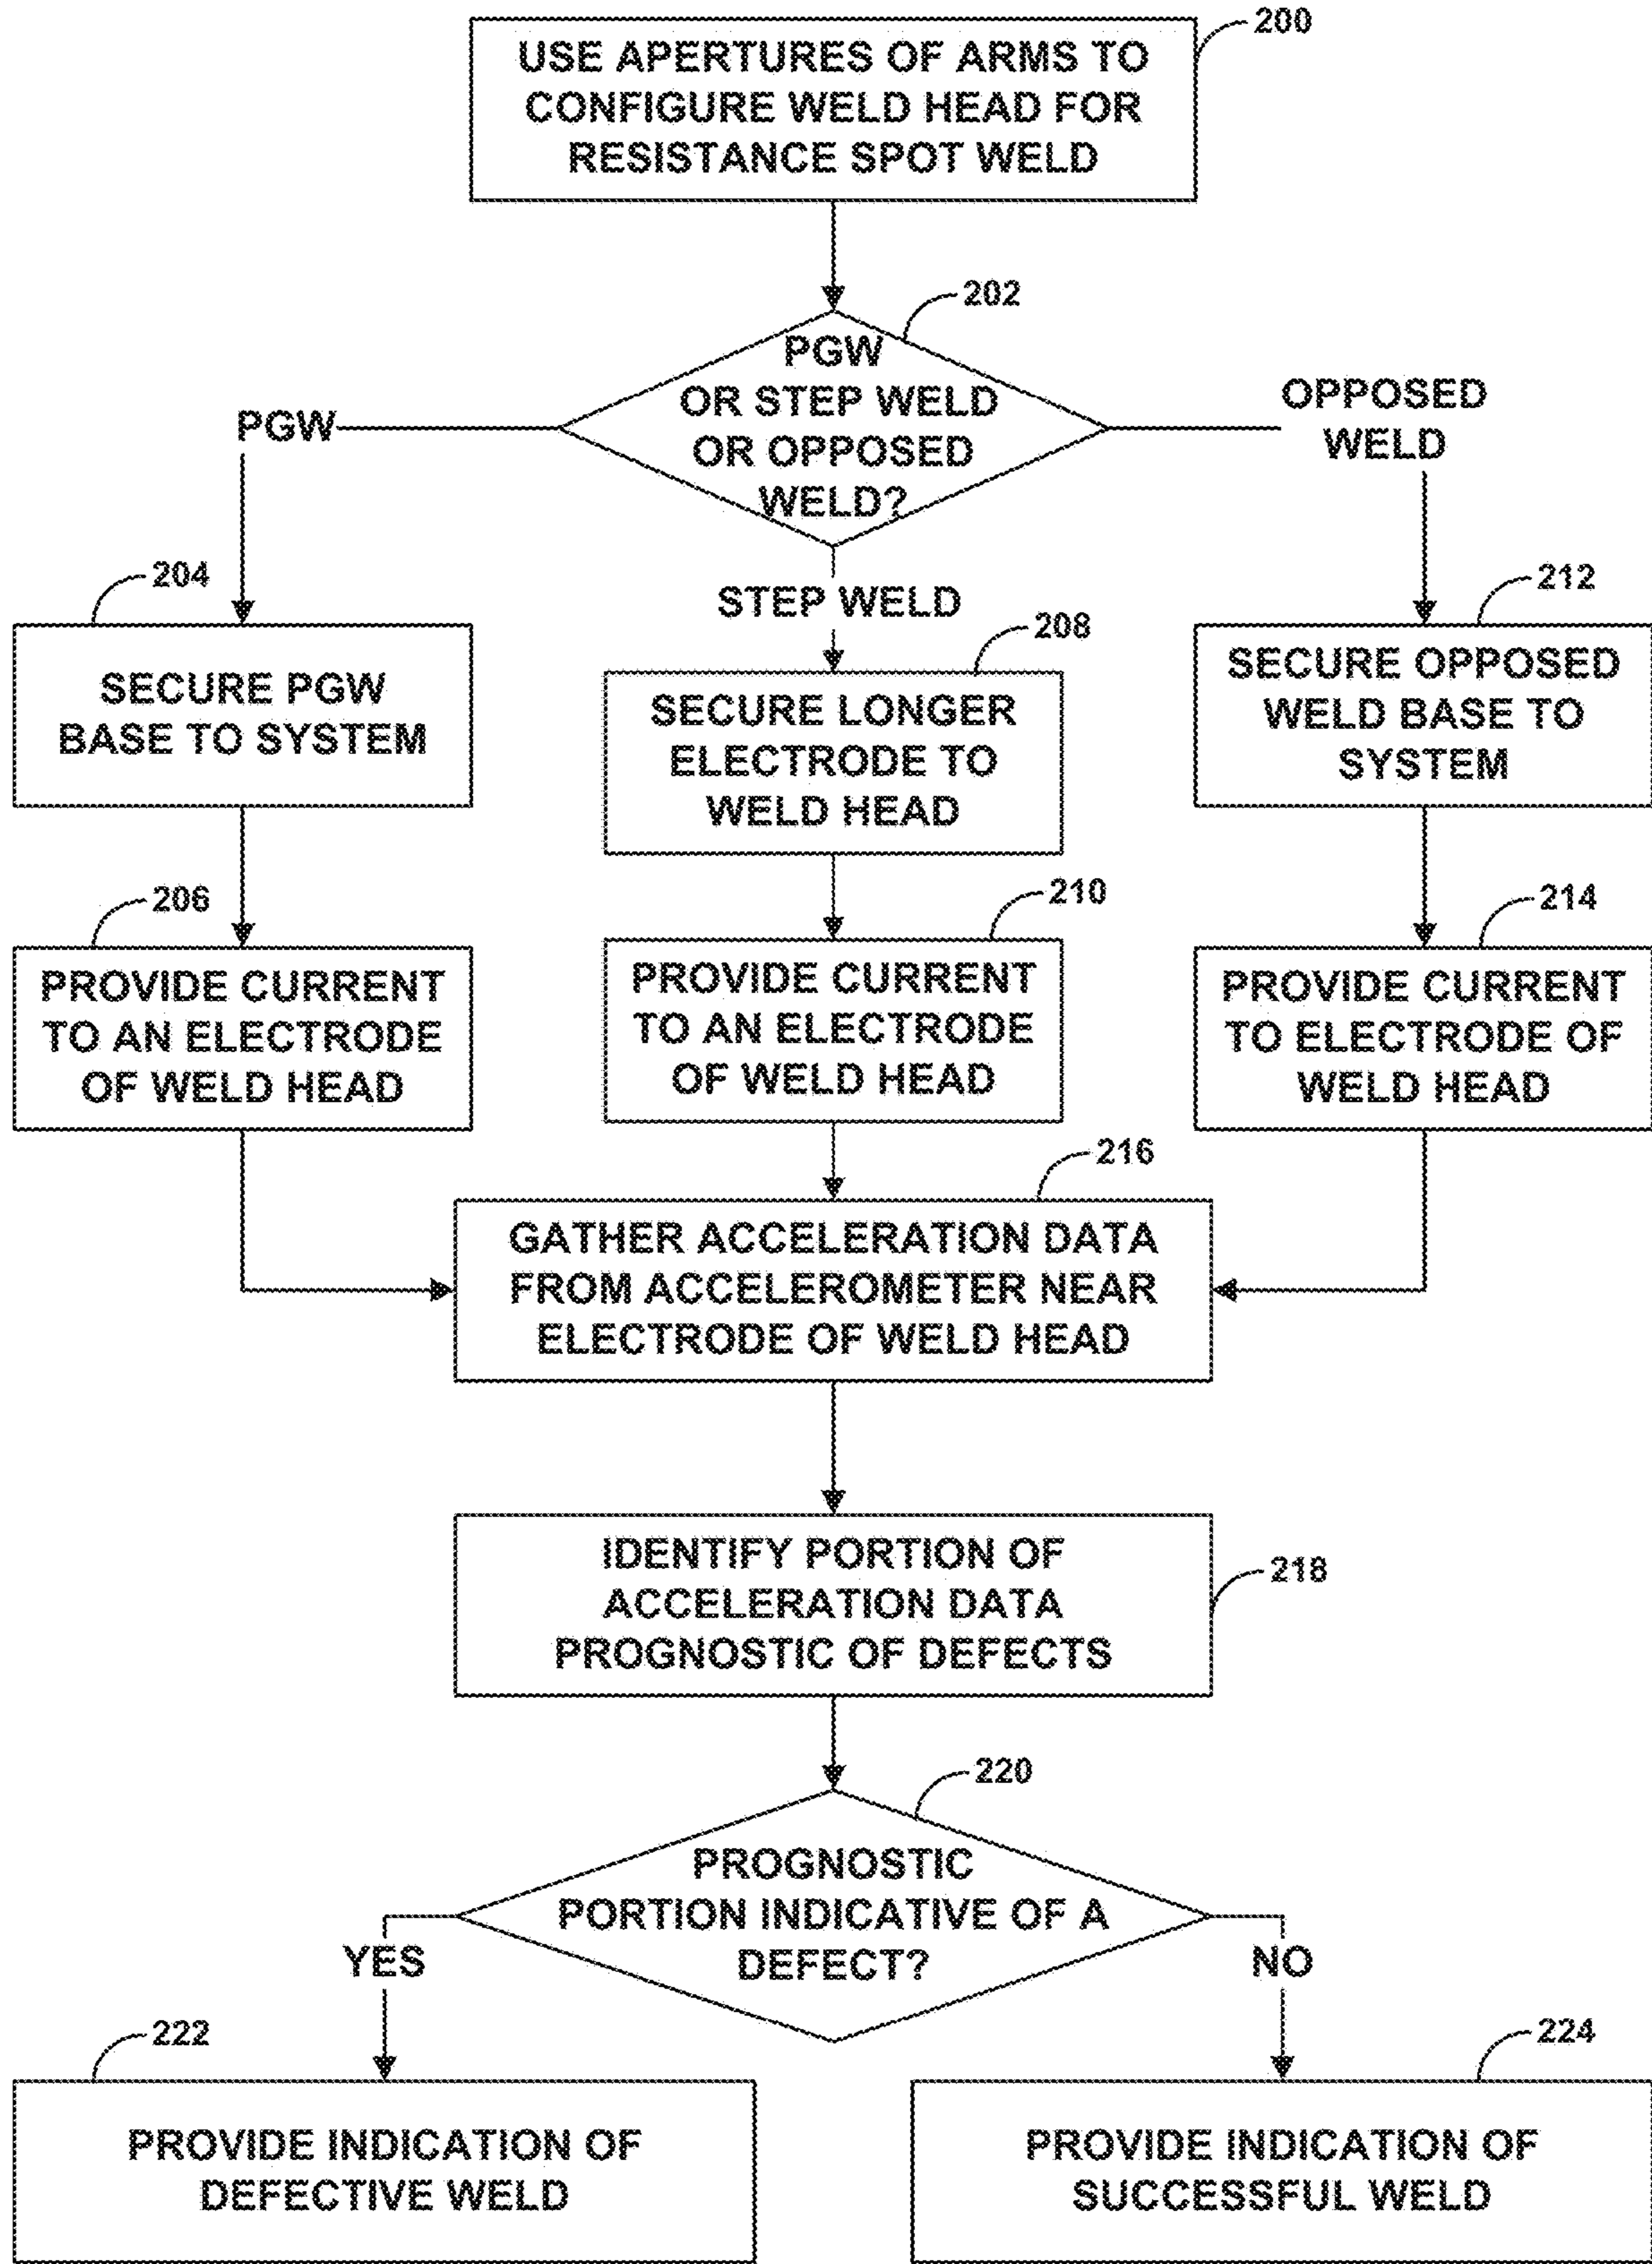 200
USE APERTURES OF ARMS TO
CONFIGURE WELD HEAD FOR
RESISTANCE SPOT WELD
202
PGW
OR STEP WELD
OR OPPOSED
WELD?
PGW
OPPOSED
WELD
STEP WELD
204
SECURE PGW
BASE TO SYSTEM
208
SECURE LONGER
ELECTRODE TO
WELD HEAD
212
SECURE OPPOSED
WELD BASE TO
SYSTEM
206
PROVIDE CURRENT
TO AN ELECTRODE
OF WELD HEAD
210
PROVIDE CURRENT
TO AN ELECTRODE
OF WELD HEAD
214
PROVIDE CURRENT
TO ELECTRODE OF
WELD HEAD
216
GATHER ACCELERATION DATA
FROM ACCELEROMETER NEAR
ELECTRODE OF WELD HEAD
218
IDENTIFY PORTION OF
ACCELERATION DATA
PROGNOSTIC OF DEFECTS
220
PROGNOSTIC
PORTION INDICATIVE OF A
DEFECT?
YES
NO
222
PROVIDE INDICATION OF
DEFECTIVE WELD
224
PROVIDE INDICATION OF
SUCCESSFUL WELD